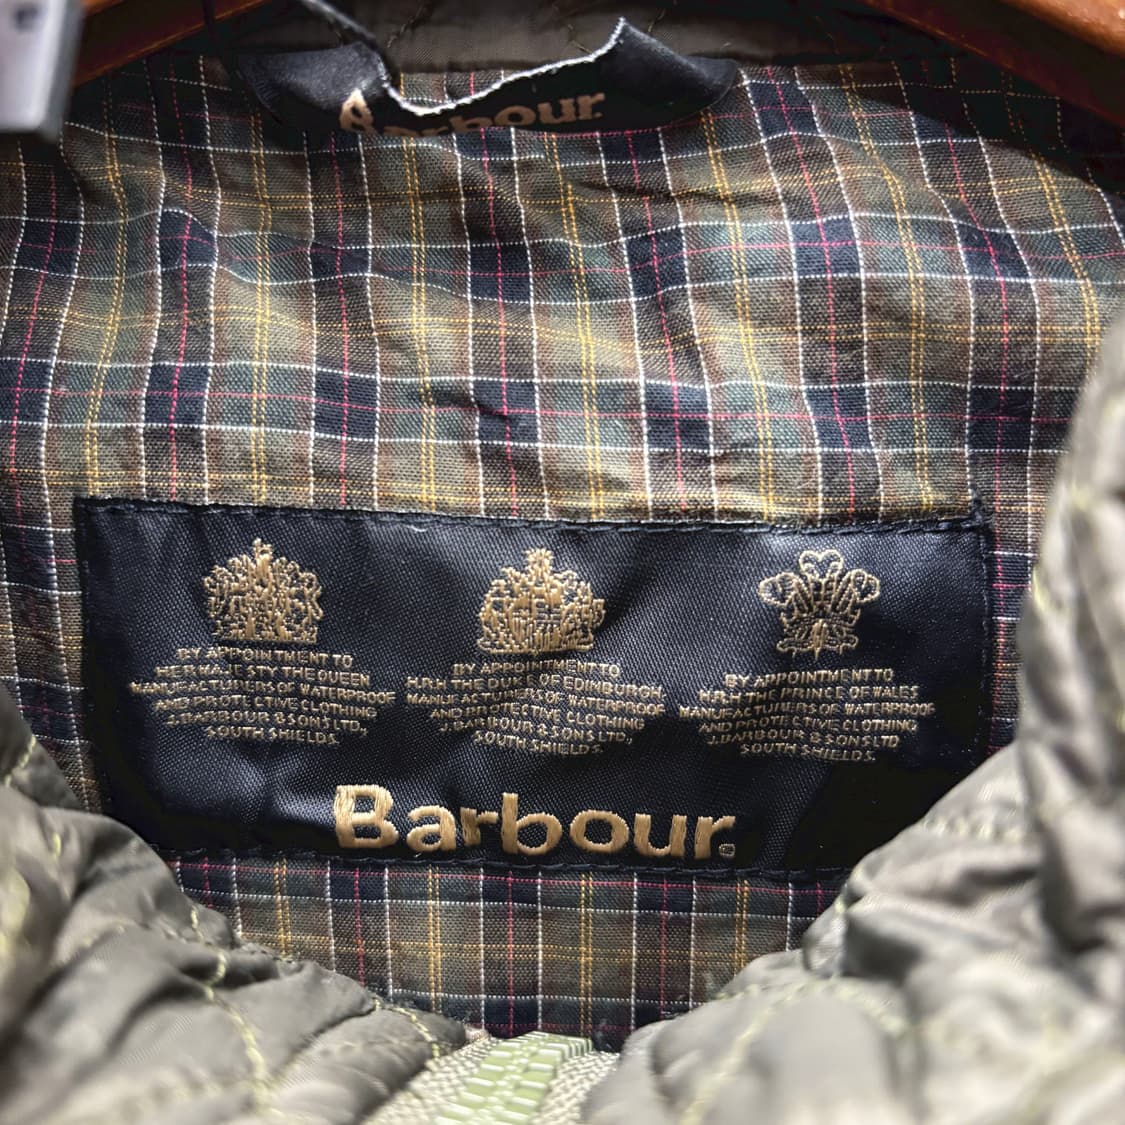 Barbour.
BY APPOINTMENT TO
HER MAJESTY THE QUEEN
MANUFACTURERS OF WATERPROOF
AND PROTECTIVE CLOTHING
J.BARBOUR & SONS LTD,
SOUTH SHIELDS.
BY APPOINTMENT TO
H.R.H. THE DUKE OF EDINBURGH
MANUFACTURERS OF WATERPROOF
AND PROTECTIVE CLOTHING
J.BARBOUR & SONS LTD,
SOUTH SHIELDS.
BY APPOINTMENT TO
H.R.H. THE PRINCE OF WALES
MANUFACTURERS OF WATERPROOF
AND PROTECTIVE CLOTHING
J.BARBOUR & SONS LTD
SOUTH SHIELDS.
Barbour.